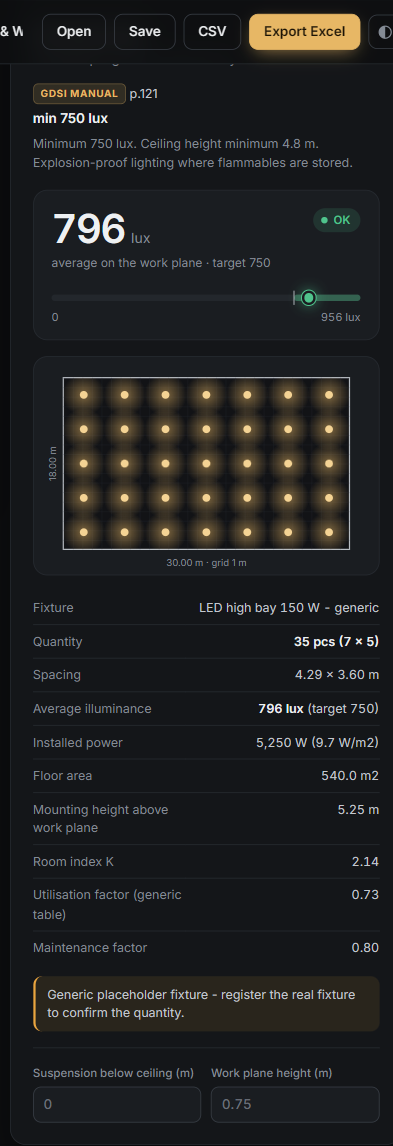 & W
Open
Save
CSV
Export Excel
GDSI MANUAL p.121
min 750 lux
Minimum 750 lux. Ceiling height minimum 4.8 m.
Explosion-proof lighting where flammables are stored.
796 lux
OK
average on the work plane · target 750
0
956 lux
18.00 m
30.00 m · grid 1 m
Fixture LED high bay 150 W - generic
Quantity 35 pcs (7 × 5)
Spacing 4.29 × 3.60 m
Average illuminance 796 lux (target 750)
Installed power 5,250 W (9.7 W/m2)
Floor area 540.0 m2
Mounting height above 5.25 m
work plane
Room index K 2.14
Utilisation factor (generic 0.73
table)
Maintenance factor 0.80
Generic placeholder fixture - register the real fixture
to confirm the quantity.
Suspension below ceiling (m) Work plane height (m)
0 0.75